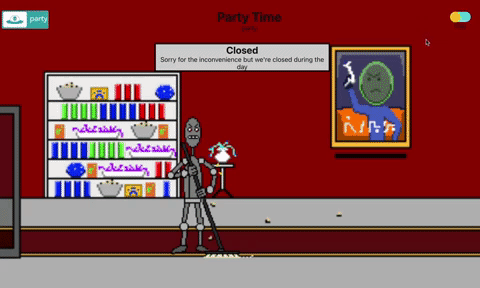 party
Party Time
Closed
Sorry for the inconvenience but we're closed during the
day